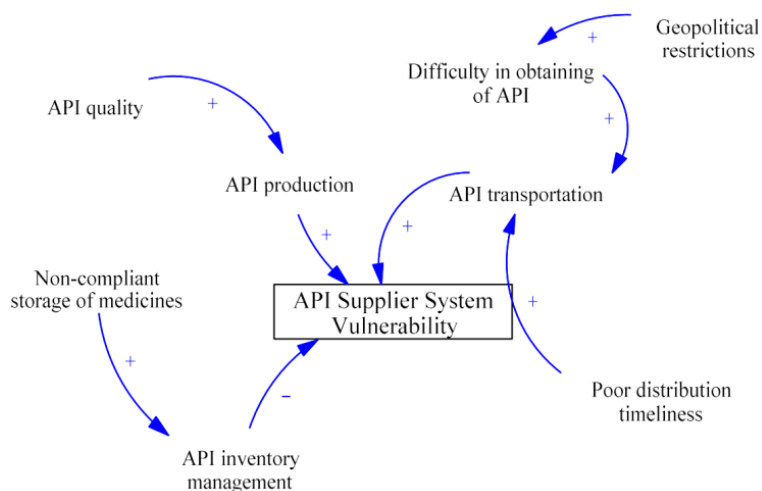 Geopolitical
restrictions
+
Difficulty in obtaining
of API
API quality
+
+
API production
API transportation
+
+
Non-compliant
storage of medicines
API Supplier System
Vulnerability
+
+
−
Poor distribution
timeliness
API inventory
management